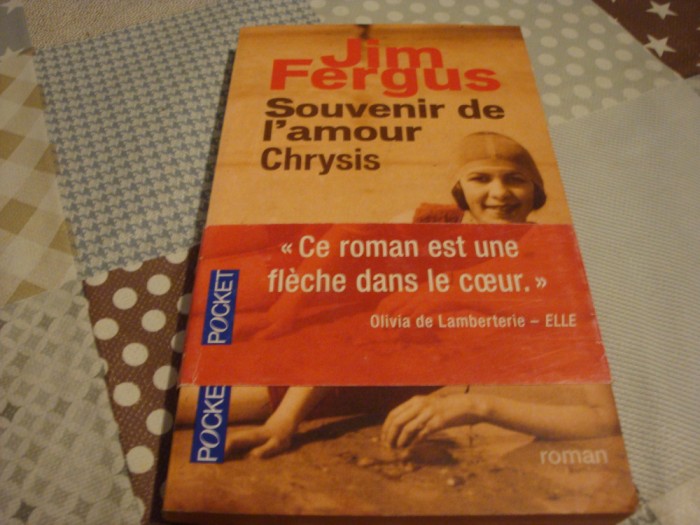 Jim
Fergus
Souvenir de
l'amour
Chrysis
« Ce roman est une
flèche dans le cœur. »
Olivia de Lamberterie – ELLE
POCKET
POCKET
roman